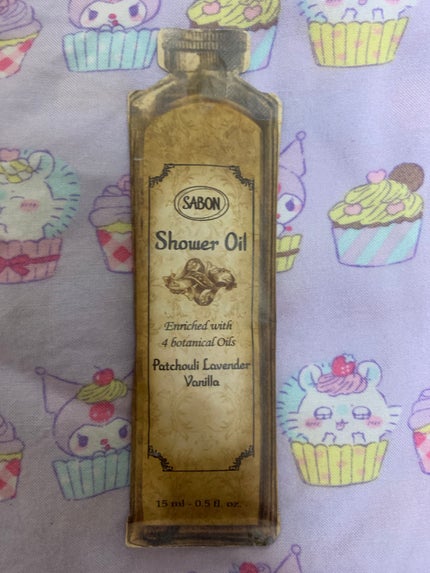 SABON
Shower Oil
Enriched with
4 botanical Oils
Patchouli Lavender
Vanilla
15 ml - 0.5 fl. oz.